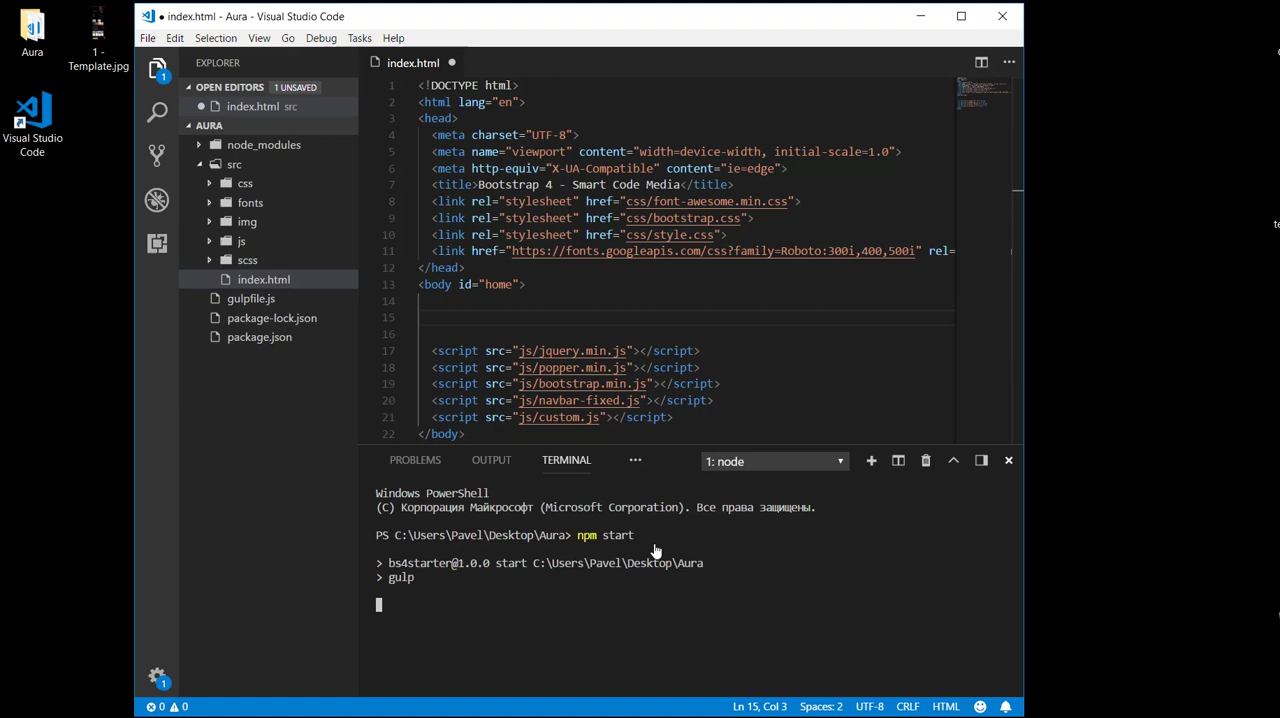 Aura
1 -
Template.jpg
Visual Studio
Code
● index.html - Aura - Visual Studio Code
File Edit Selection View Go Debug Tasks Help
EXPLORER
OPEN EDITORS 1 UNSAVED
index.html src
AURA
node_modules
src
css
fonts
img
js
scss
index.html
gulpfile.js
package-lock.json
package.json
1
1
index.html
1 <!DOCTYPE html>
2 <html lang="en">
3 <head>
4 <meta charset="UTF-8">
5 <meta name="viewport" content="width=device-width, initial-scale=1.0">
6 <meta http-equiv="X-UA-Compatible" content="ie=edge">
7 <title>Bootstrap 4 - Smart Code Media</title>
8 <link rel="stylesheet" href="css/font-awesome.min.css">
9 <link rel="stylesheet" href="css/bootstrap.css">
10 <link rel="stylesheet" href="css/style.css">
11 <link href="https://fonts.googleapis.com/css?family=Roboto:300i,400,500i" rel=
12 </head>
13 <body id="home">
14
15
16
17 <script src="js/jquery.min.js"></script>
18 <script src="js/popper.min.js"></script>
19 <script src="js/bootstrap.min.js"></script>
20 <script src="js/navbar-fixed.js"></script>
21 <script src="js/custom.js"></script>
22 </body>
PROBLEMS OUTPUT TERMINAL ••• 1: node
Windows PowerShell
(C) Корпорация Майкрософт (Microsoft Corporation). Все права защищены.
PS C:\Users\Pavel\Desktop\Aura> npm start
> bs4starter@1.0.0 start C:\Users\Pavel\Desktop\Aura
> gulp
0 0 Ln 15, Col 3 Spaces: 2 UTF-8 CRLF HTML